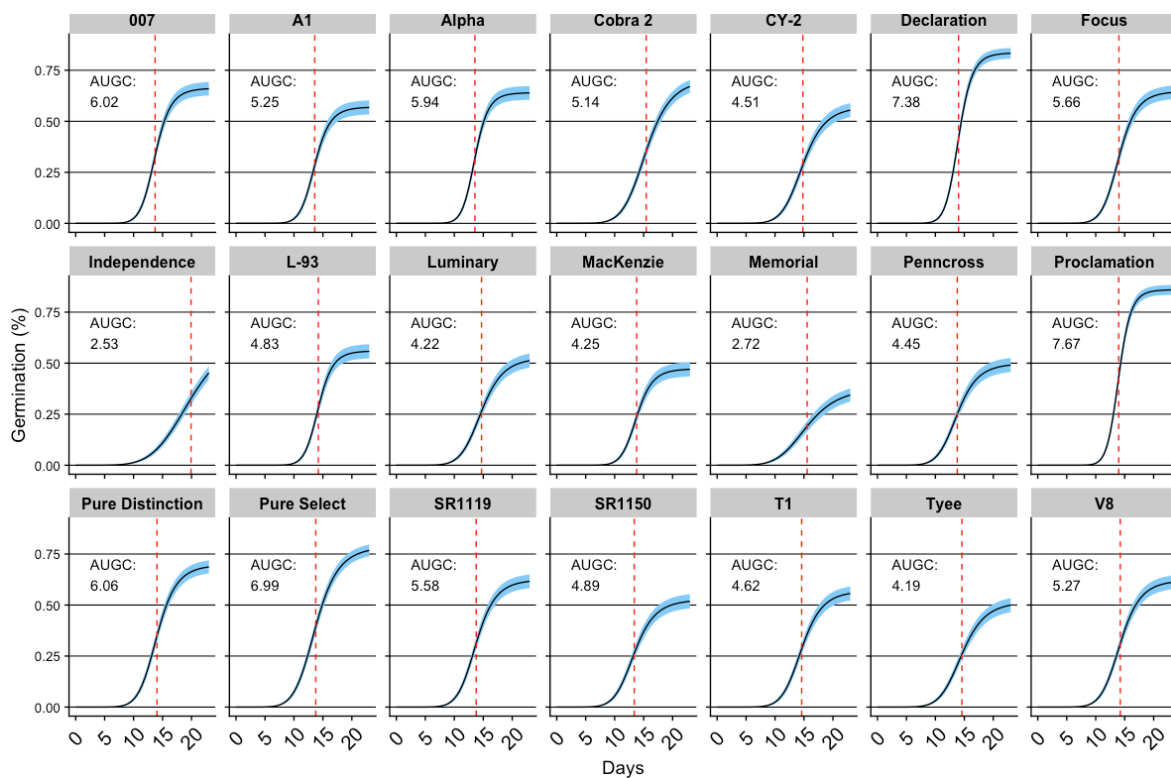 007 A1 Alpha Cobra 2 CY-2 Declaration Focus
0.75
AUGC: AUGC: AUGC: AUGC: AUGC: AUGC: AUGC:
6.02 5.25 5.94 5.14 4.51 7.38 5.66
0.50
0.25
0.00
Independence L-93 Luminary MacKenzie Memorial Penncross Proclamation
0.75
AUGC: AUGC: AUGC: AUGC: AUGC: AUGC: AUGC:
2.53 4.83 4.22 4.25 2.72 4.45 7.67
0.50
0.25
0.00
Germination (%)
Pure Distinction Pure Select SR1119 SR1150 T1 Tyee V8
0.75
AUGC: AUGC: AUGC: AUGC: AUGC: AUGC: AUGC:
6.06 6.99 5.58 4.89 4.62 4.19 5.27
0.50
0.25
0.00
0 5 10 15 20 0 5 10 15 20 0 5 10 15 20 0 5 10 15 20 0 5 10 15 20 0 5 10 15 20 0 5 10 15 20
Days